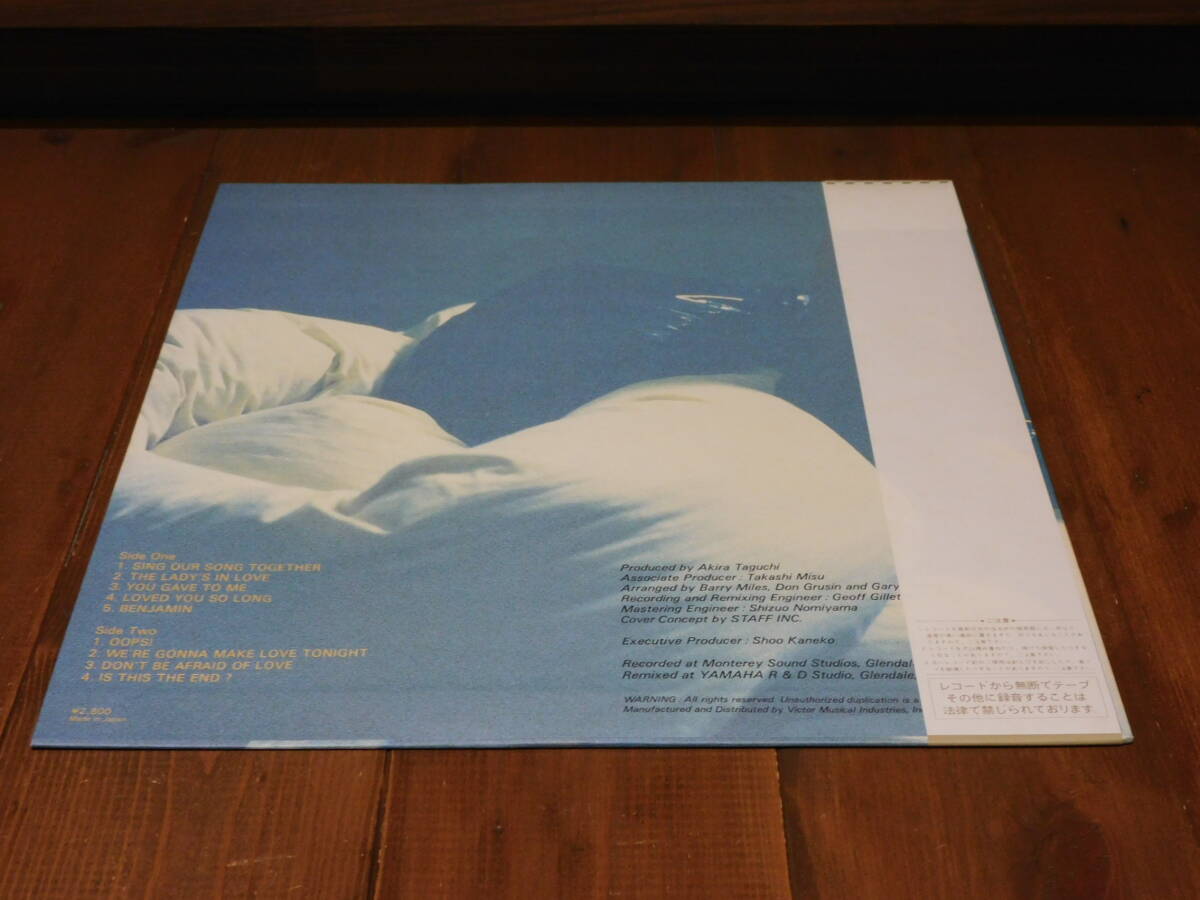 Side One
1. SING OUR SONG TOGETHER
2. THE LADY'S IN LOVE
3. YOU GAVE TO ME
4. LOVED YOU SO LONG
5. BENJAMIN
Side Two
1. OOPS!
2. WE'RE GONNA MAKE LOVE TONIGHT
3. DON'T BE AFRAID OF LOVE
4. IS THIS THE END ?
¥2,800
Made in Japan
Produced by Akira Taguchi
Associate Producer : Takashi Misu
Arranged by Barry Miles, Don Grusin and Gary
Recording and Remixing Engineer : Geoff Gillet
Mastering Engineer : Shizuo Nomiyama
Cover Concept by STAFF INC.
Executive Producer : Shoo Kaneko
Recorded at Monterey Sound Studios, Glendal
Remixed at YAMAHA R & D Studio, Glendale,
WARNING : All rights reserved. Unauthorized duplication is a
Manufactured and Distributed by Victor Musical Industries, In
●ご注意●
レコードから無断でテープ
その他に録音することは
法律で禁じられております